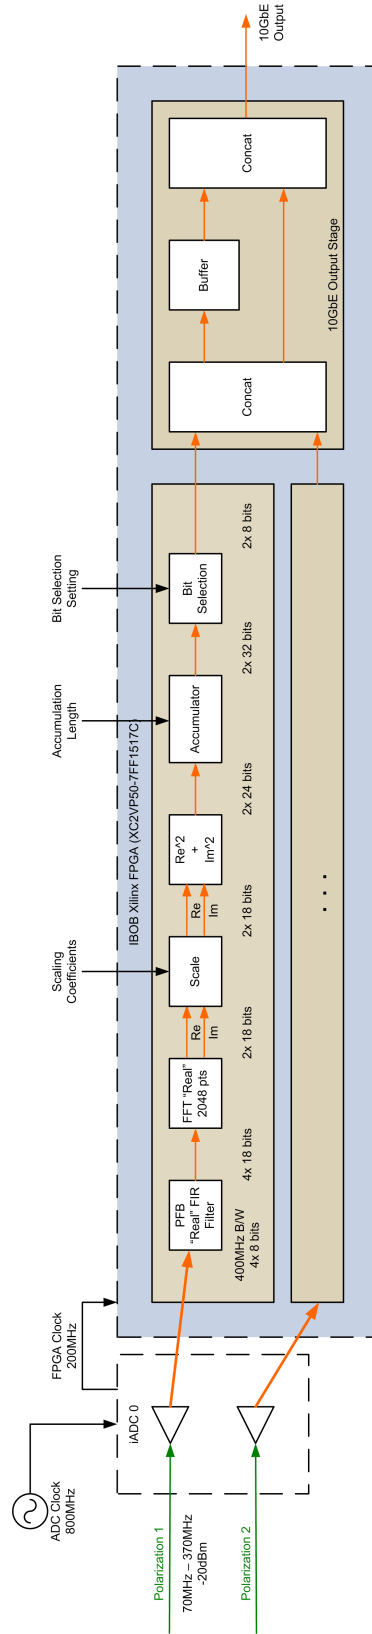 ADC Clock
800MHz
FPGA Clock
200MHz
iADC 0
Polarization 1
70MHz – 370MHz
-20dBm
Polarization 2
IBOB Xilinx FPGA (XC2VP50-7FF1517C)
Scaling
Coefficients
Accumulation
Length
Bit Selection
Setting
PFB
“Real” FIR
Filter
400MHz B/W
4x 8 bits
FFT “Real”
2048 pts
4x 18 bits
Re
Im
2x 18 bits
Scale
Re
Im
2x 18 bits
Re^2
+
Im^2
2x 24 bits
Accumulator
2x 32 bits
Bit
Selection
2x 8 bits
. . .
Concat
Buffer
Concat
10GbE Output Stage
10GbE
Output